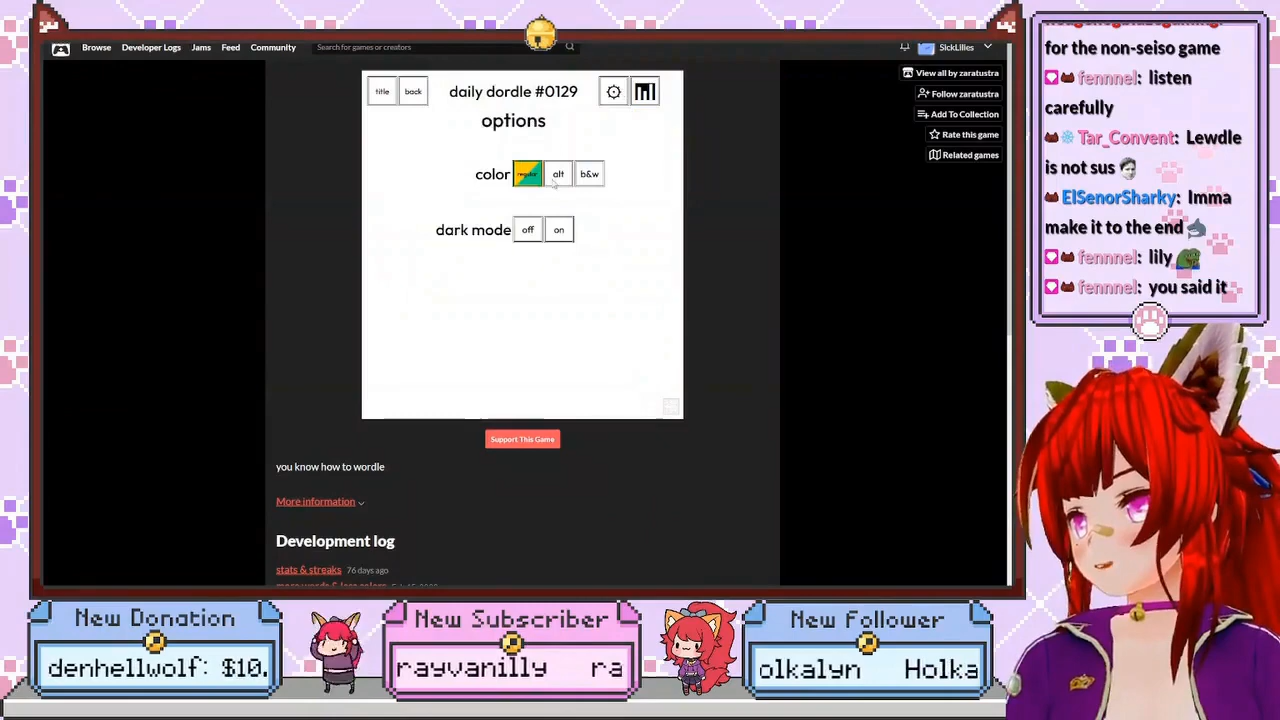 Browse Developer Logs Jams Feed Community Search for games or creators SickLilies
View all by zaratustra
Follow zaratustra
Add To Collection
Rate this game
Related games
title back daily dordle #0129
options
color regular alt b&w
dark mode off on
Support This Game
you know how to wordle
More information
Development log
stats & streaks 76 days ago
for the non-seiso game
fennnel: listen
carefully
Tar_Convent: Lewdle
is not sus
ElSenorSharky: Imma
make it to the end
fennnel: lily
fennnel: you said it
New Donation
denhellwolf: $10.
New Subscriber
rayvanilly ra
New Follower
olkalyn Holka